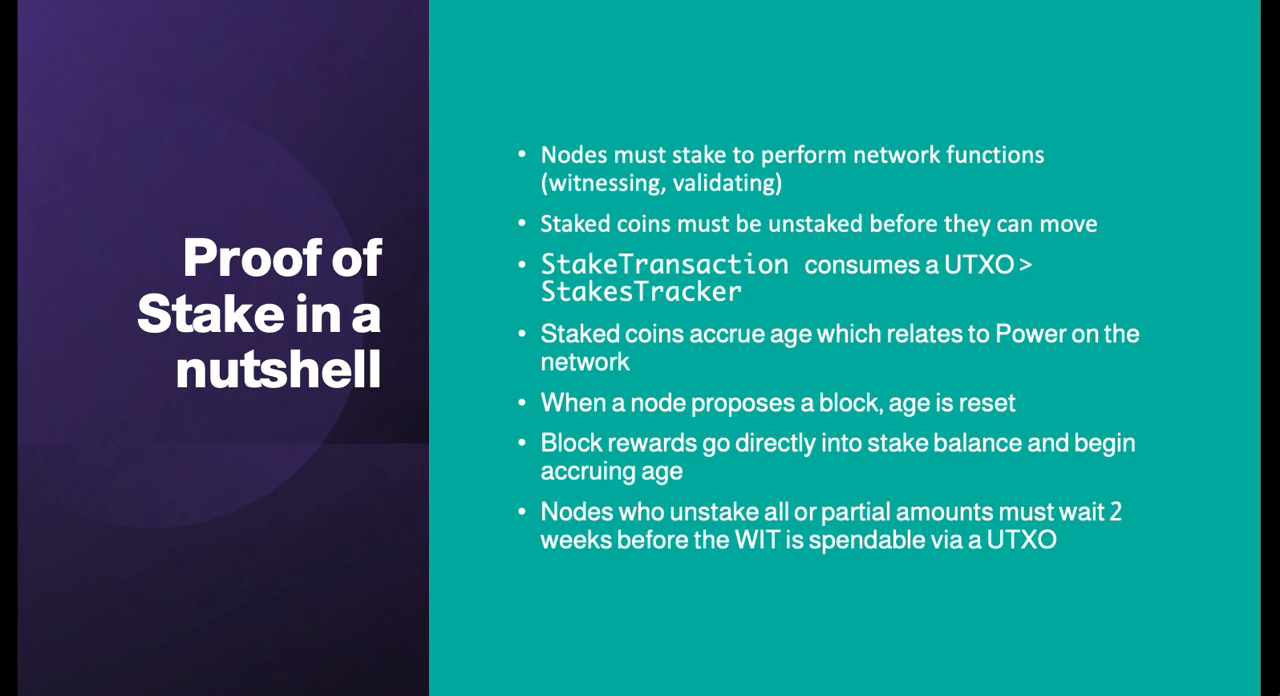 Proof of
Stake in a
nutshell
• Nodes must stake to perform network functions
(witnessing, validating)
• Staked coins must be unstaked before they can move
• StakeTransaction consumes a UTXO >
StakesTracker
• Staked coins accrue age which relates to Power on the
network
• When a node proposes a block, age is reset
• Block rewards go directly into stake balance and begin
accruing age
• Nodes who unstake all or partial amounts must wait 2
weeks before the WIT is spendable via a UTXO